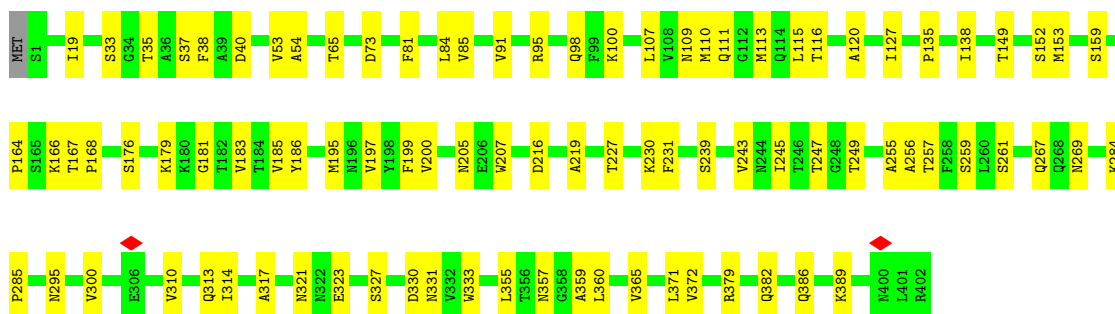 MET S1 I19 S33 G34 T35 A36 S37 F38 A39 D40 V53 A54 T65 D73 F81 L84 V85 V91 R95 Q98 F99 K100 L107 V108 N109 M110 Q111 G112 M113 Q114 L115 T116 A120 I127 P135 I138 T149 S152 M153 S159
P164 S165 K166 T167 P168 S176 K179 K180 G181 T182 V183 T184 V185 Y186 M195 N196 V197 Y198 F199 V200 N205 E206 W207 D216 A219 T227 K230 F231 S239 V243 N244 I245 T246 T247 G248 T249 A255 A256 T257 F258 S259 L260 S261 Q267 Q268 N269 K284
P285 N295 V300 E306 V310 Q313 I314 A317 N321 N322 E323 S327 D330 N331 V332 W333 L355 T356 N357 G358 A359 L360 V365 L371 V372 R379 Q382 Q386 K389 N400 L401 R402